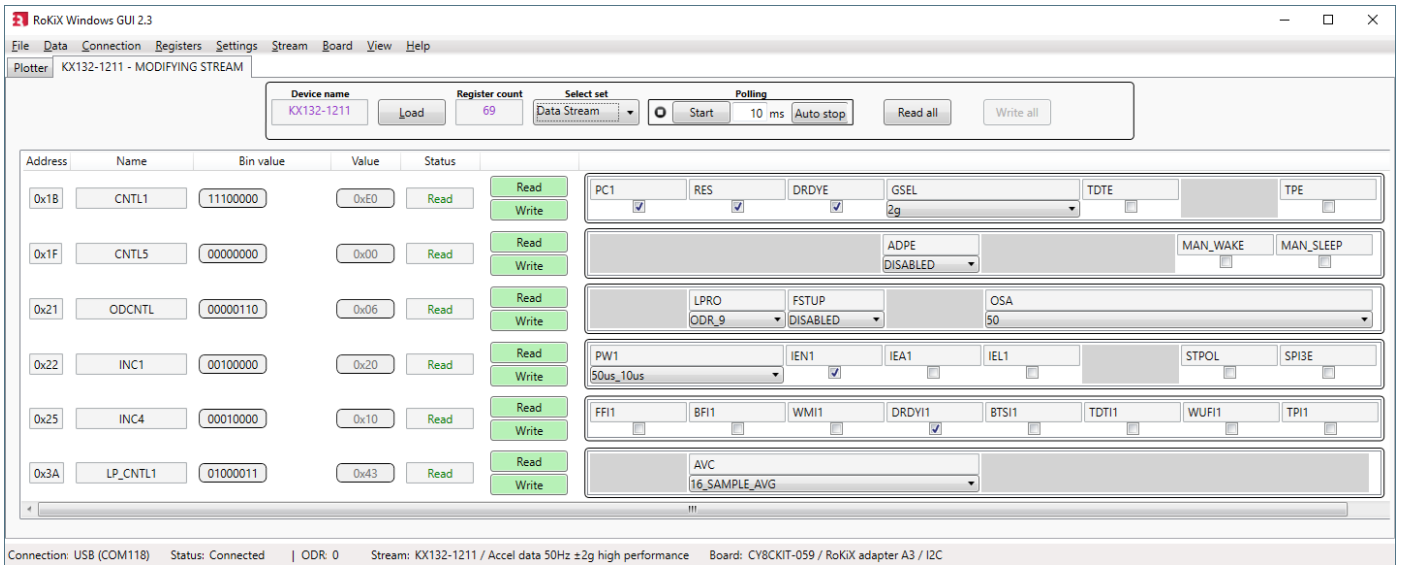 RoKiX Windows GUI 2.3
File Data Connection Registers Settings Stream Board View Help
Plotter KX132-1211 - MODIFYING STREAM
Device name Register count Select set Polling
KX132-1211 Load 69 Data Stream Start 10 ms Auto stop Read all Write all
Address Name Bin value Value Status
0x1B CNTL1 11100000 0xE0 Read Read PC1 RES DRDYE GSEL TDTE TPE
Write 2g
0x1F CNTL5 00000000 0x00 Read Read ADPE MAN_WAKE MAN_SLEEP
Write DISABLED
0x21 ODCNTL 00000110 0x06 Read Read LPRO FSTUP OSA
Write ODR_9 DISABLED 50
0x22 INC1 00100000 0x20 Read Read PW1 IEN1 IEA1 IEL1 STPOL SPI3E
Write 50us_10us
0x25 INC4 00010000 0x10 Read Read FFI1 BFI1 WMI1 DRDYI1 BTSI1 TDTI1 WUFI1 TPI1
Write
0x3A LP_CNTL1 01000011 0x43 Read Read AVC
Write 16_SAMPLE_AVG
Connection: USB (COM118) Status: Connected | ODR: 0 Stream: KX132-1211 / Accel data 50Hz ±2g high performance Board: CY8CKIT-059 / RoKiX adapter A3 / I2C